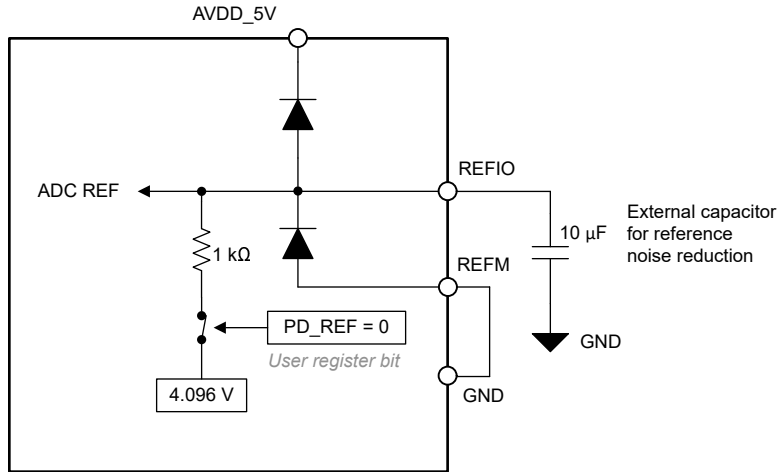 AVDD_5V
ADC REF
REFIO
1 kΩ
10 µF
External capacitor
for reference
noise reduction
REFM
PD_REF = 0
User register bit
GND
4.096 V
GND